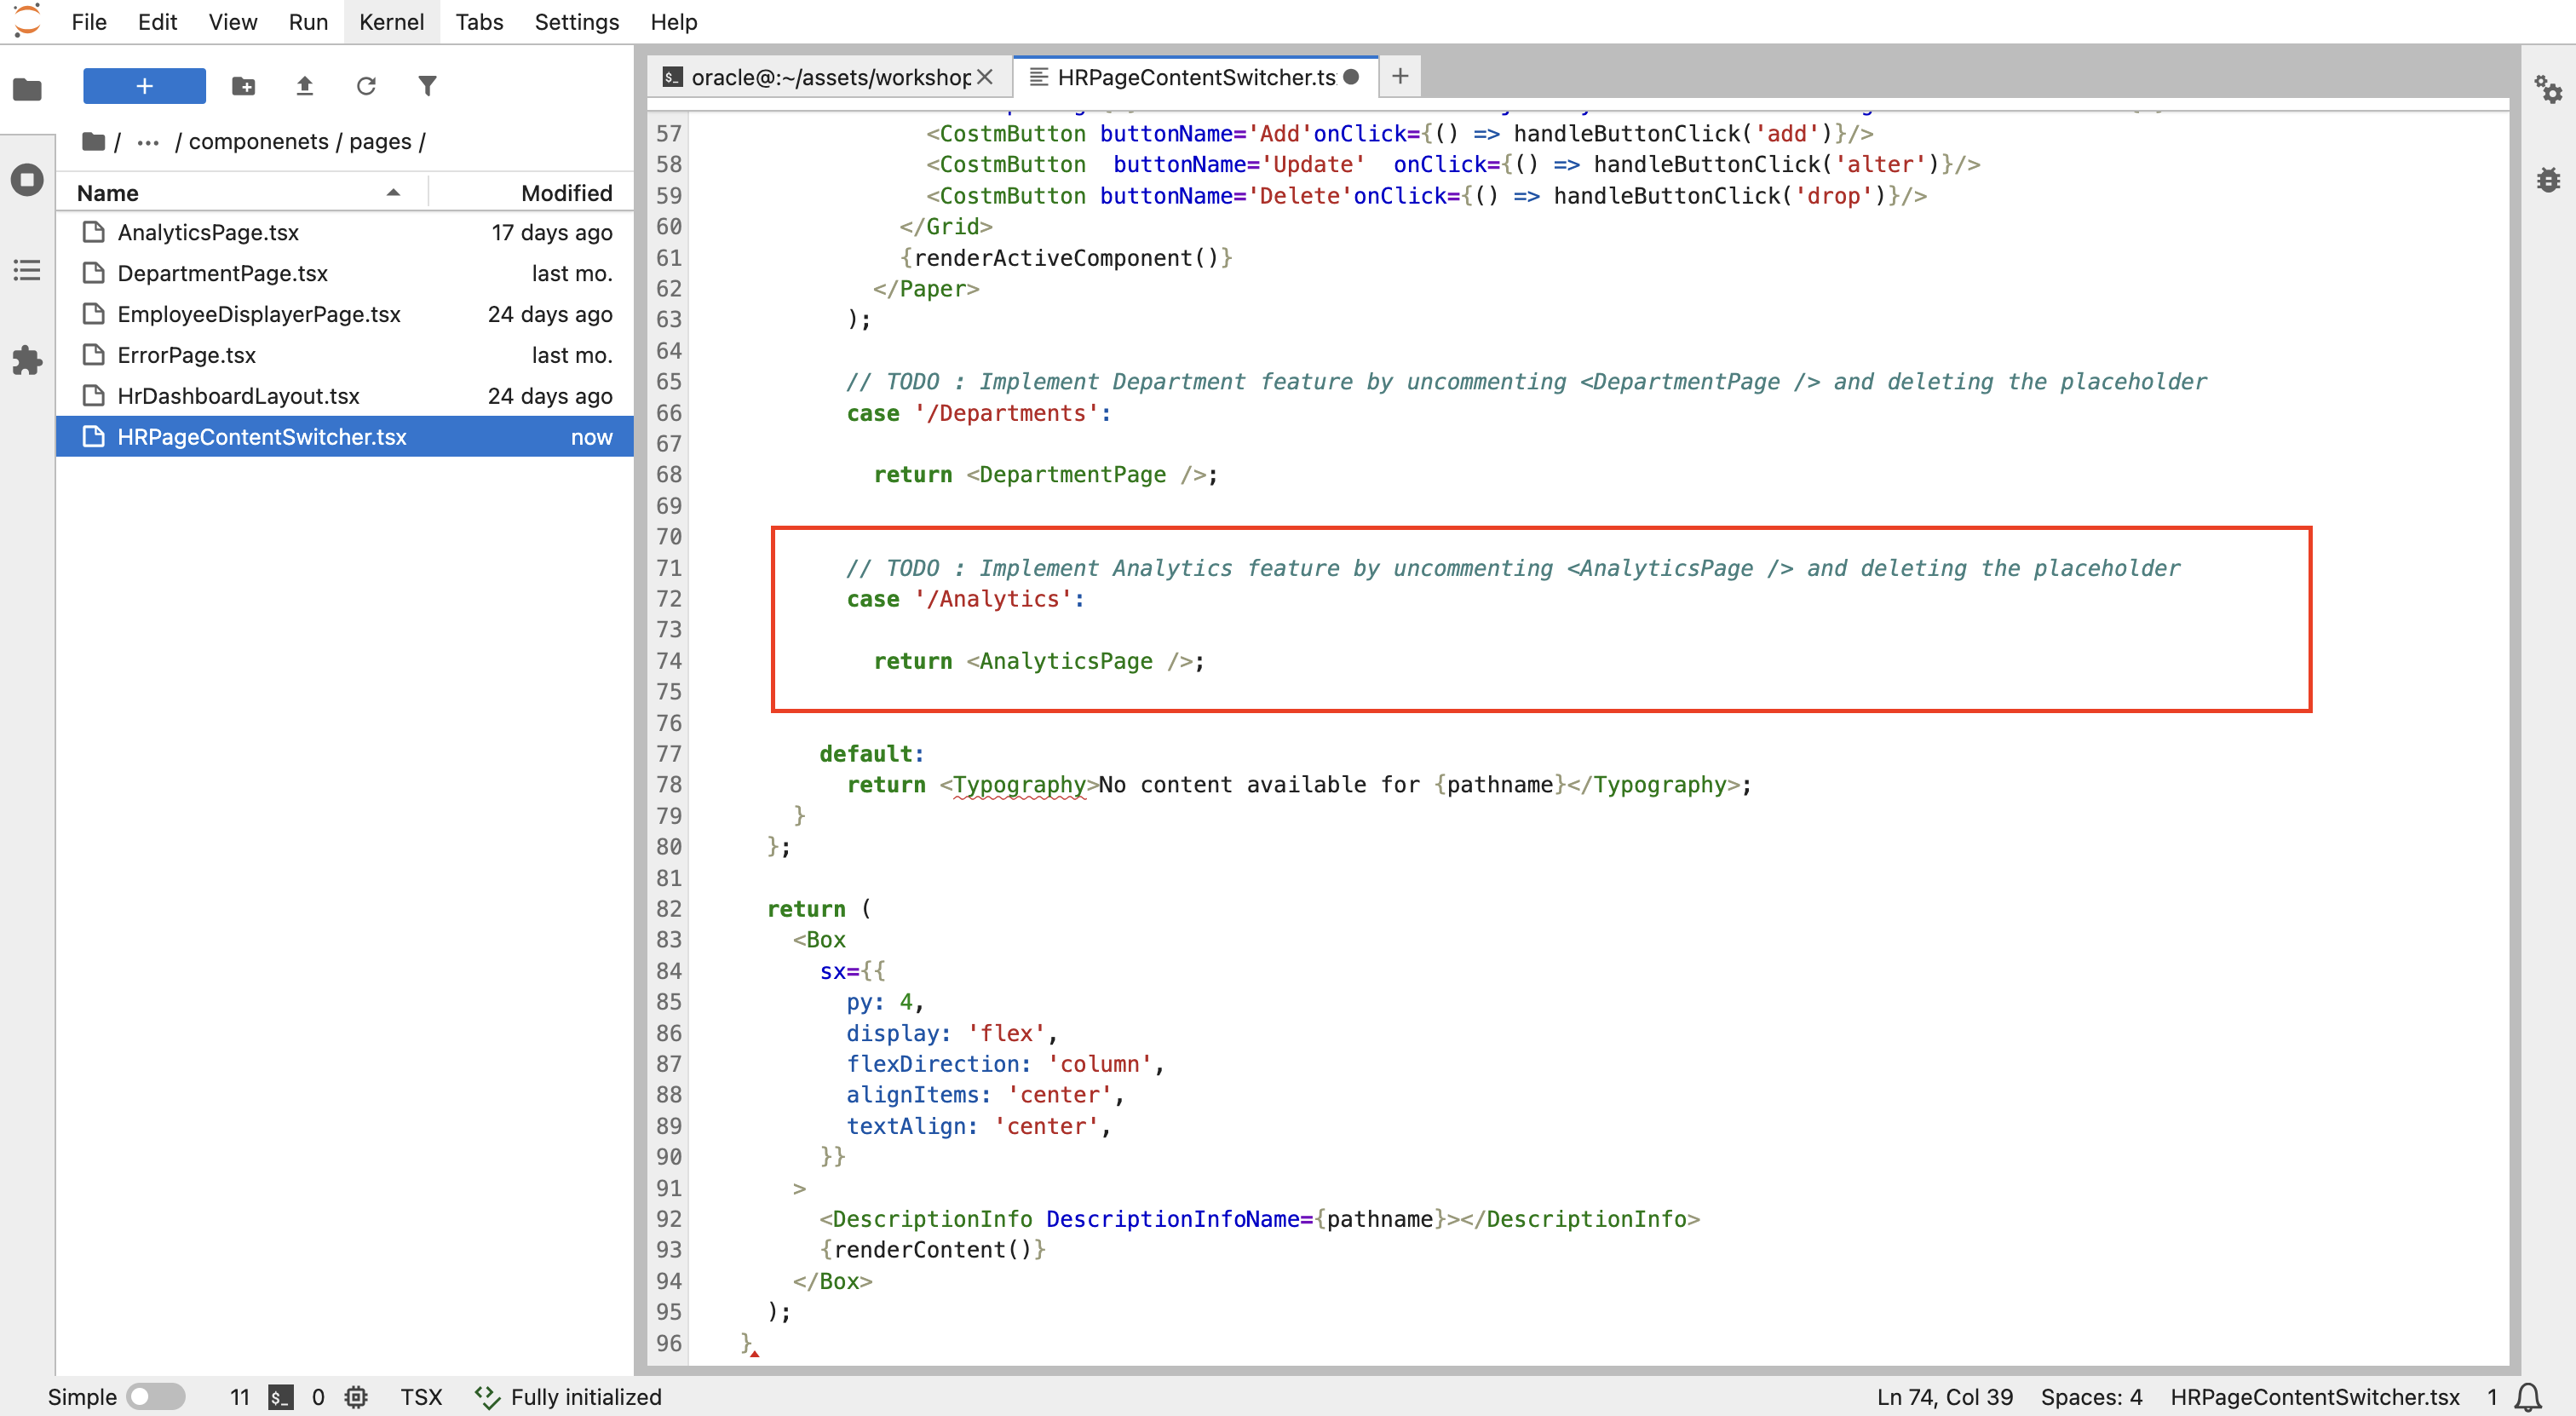 File Edit View Run Kernel Tabs Settings Help
+
oracle@:~/assets/workshop
HRPageContentSwitcher.ts
+
/ ··· / componenets / pages /
Name Modified
AnalyticsPage.tsx 17 days ago
DepartmentPage.tsx last mo.
EmployeeDisplayerPage.tsx 24 days ago
ErrorPage.tsx last mo.
HrDashboardLayout.tsx 24 days ago
HRPageContentSwitcher.tsx now
57 <CostmButton buttonName='Add'onClick={() => handleButtonClick('add')}/>
58 <CostmButton  buttonName='Update'  onClick={() => handleButtonClick('alter')}/>
59 <CostmButton buttonName='Delete'onClick={() => handleButtonClick('drop')}/>
60 </Grid>
61 {renderActiveComponent()}
62 </Paper>
63 );
64
65 // TODO : Implement Department feature by uncommenting <DepartmentPage /> and deleting the placeholder
66 case '/Departments':
67
68 return <DepartmentPage />;
69
70
71 // TODO : Implement Analytics feature by uncommenting <AnalyticsPage /> and deleting the placeholder
72 case '/Analytics':
73
74 return <AnalyticsPage />;
75
76
77 default:
78 return <Typography>No content available for {pathname}</Typography>;
79 }
80 };
81
82 return (
83 <Box
84 sx={{
85 py: 4,
86 display: 'flex',
87 flexDirection: 'column',
88 alignItems: 'center',
89 textAlign: 'center',
90 }}
91 >
92 <DescriptionInfo DescriptionInfoName={pathname}></DescriptionInfo>
93 {renderContent()}
94 </Box>
95 );
96 }
Simple 11 $_ 0 TSX Fully initialized Ln 74, Col 39 Spaces: 4 HRPageContentSwitcher.tsx 1